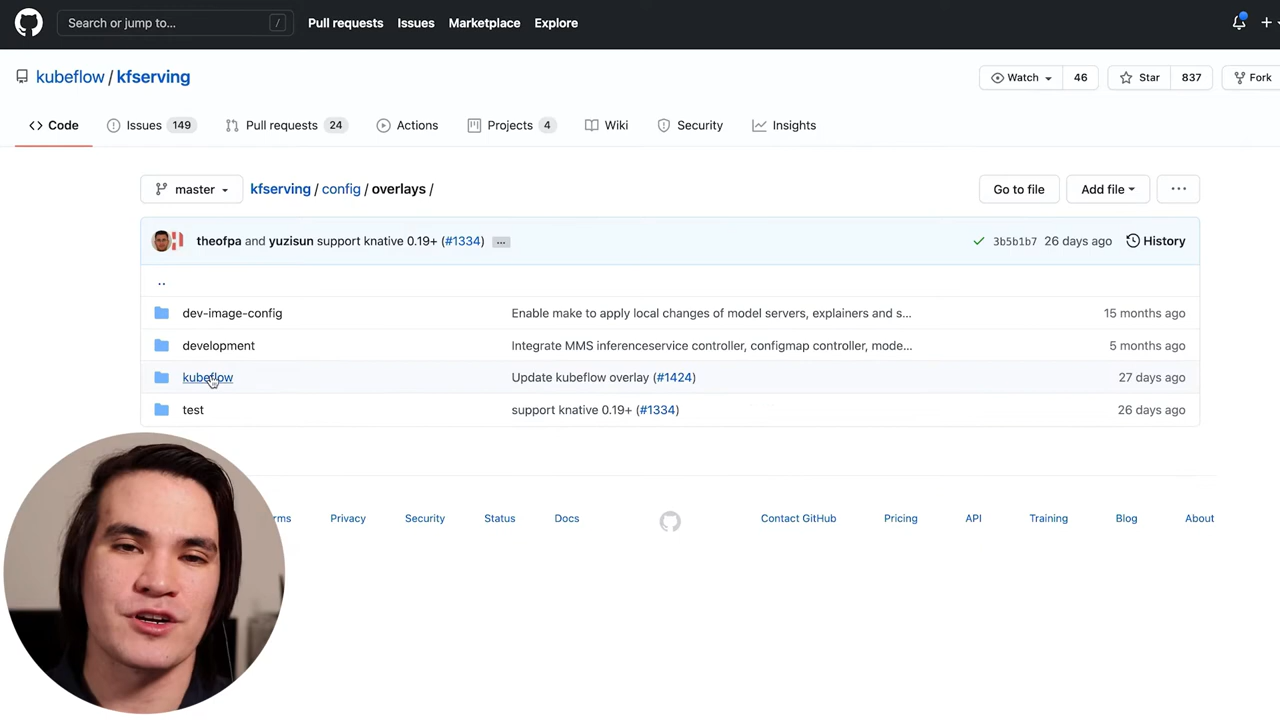 Search or jump to... /
Pull requests
Issues
Marketplace
Explore
kubeflow / kfserving
Watch 46
Star 837
Fork
Code
Issues 149
Pull requests 24
Actions
Projects 4
Wiki
Security
Insights
master
kfserving / config / overlays /
Go to file
Add file
theofpa and yuzisun support knative 0.19+ (#1334) ...
3b5b1b7 26 days ago
History
..
dev-image-config Enable make to apply local changes of model servers, explainers and s... 15 months ago
development Integrate MMS inferenceservice controller, configmap controller, mode... 5 months ago
kubeflow Update kubeflow overlay (#1424) 27 days ago
test support knative 0.19+ (#1334) 26 days ago
Privacy
Security
Status
Docs
Contact GitHub
Pricing
API
Training
Blog
About